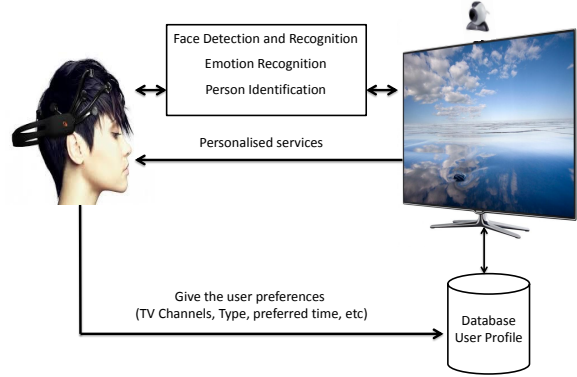 Face Detection and Recognition
Emotion Recognition
Person Identification
Personalised services
Give the user preferences
(TV Channels, Type, preferred time, etc)
Database
User Profile